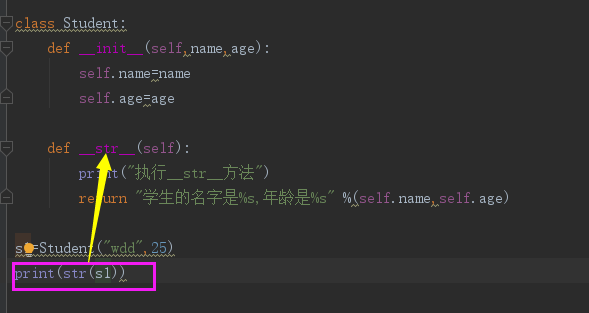 class Student:
    def __init__(self,name,age):
        self.name=name
        self.age=age
    def __str__(self):
        print("执行__str__方法")
        return "学生的名字是%s,年龄是%s" %(self.name,self.age)
s =Student("wdd",25)
print(str(s1))